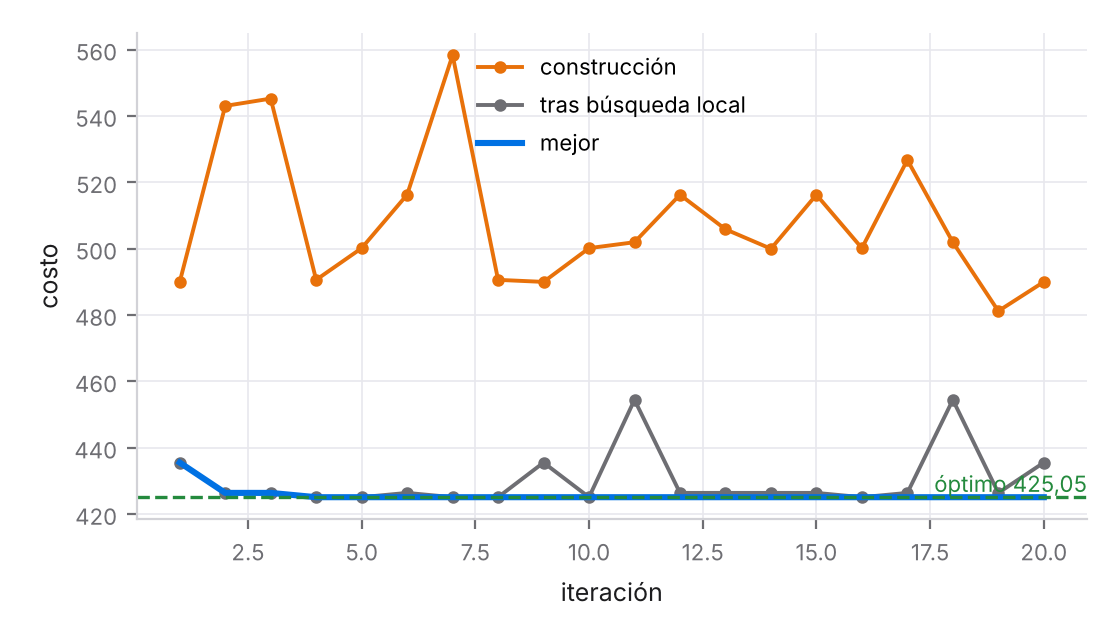 costo
560
540
520
500
480
460
440
420
construcción
tras búsqueda local
mejor
óptimo 425,05
2.5 5.0 7.5 10.0 12.5 15.0 17.5 20.0
iteración